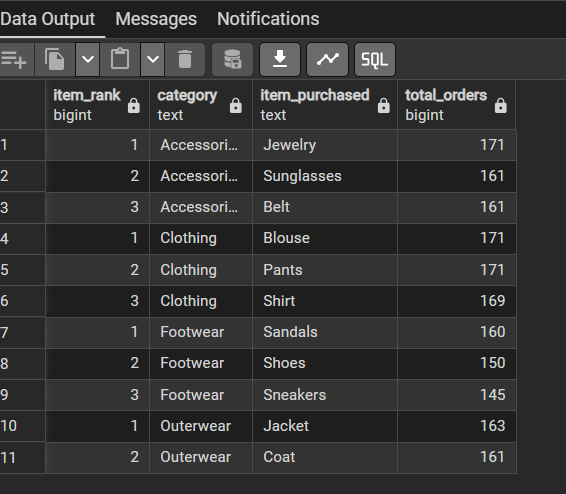 Data Output Messages Notifications
SQL
item_rank category item_purchased total_orders
bigint text text bigint
1 1 Accessori... Jewelry 171
2 2 Accessori... Sunglasses 161
3 3 Accessori... Belt 161
4 1 Clothing Blouse 171
5 2 Clothing Pants 171
6 3 Clothing Shirt 169
7 1 Footwear Sandals 160
8 2 Footwear Shoes 150
9 3 Footwear Sneakers 145
10 1 Outerwear Jacket 163
11 2 Outerwear Coat 161